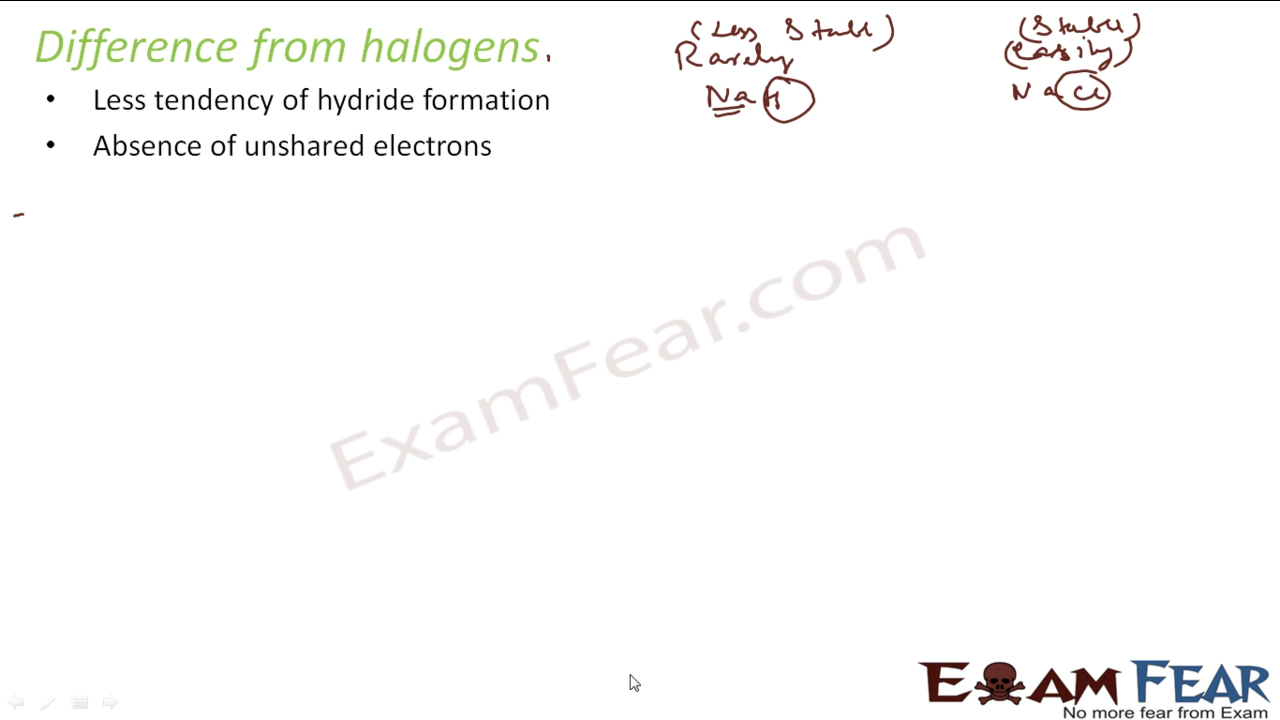 Difference from halogens
• Less tendency of hydride formation
• Absence of unshared electrons
(Less Stable)
Rarely
NaH
(Stable)
(Easily)
NaCl
ExamFear.com
EXAM FEAR
No more fear from Exam